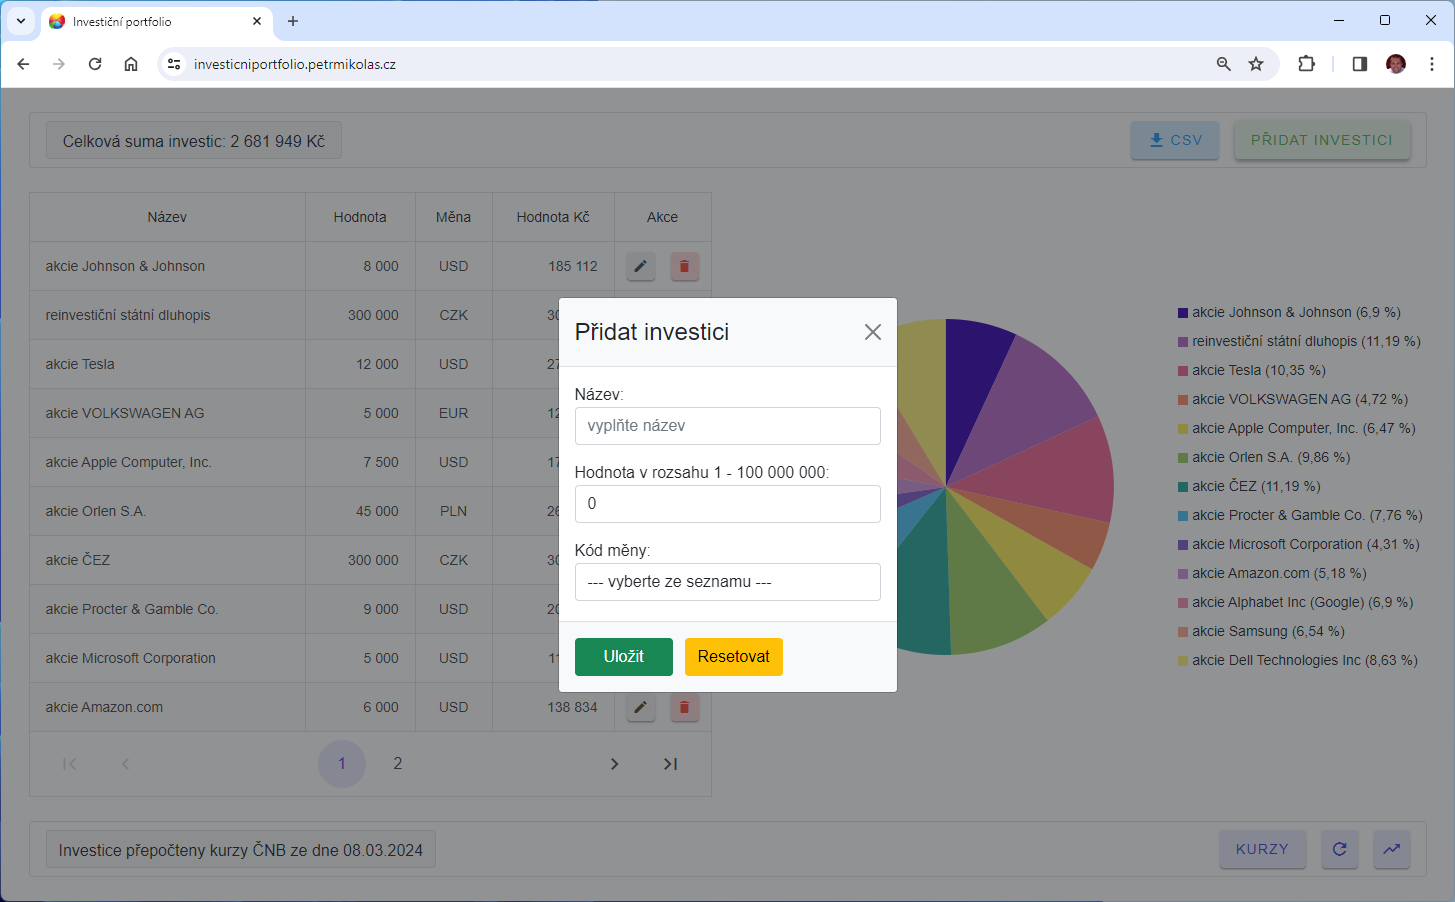 Investiční portfolio
investicniportfolio.petrmikolas.cz
Celková suma investic: 2 681 949 Kč
CSV
PŘIDAT INVESTICI
Název Hodnota Měna Hodnota Kč Akce
akcie Johnson & Johnson 8 000 USD 185 112
reinvestiční státní dluhopis 300 000 CZK 30
akcie Tesla 12 000 USD 27
akcie VOLKSWAGEN AG 5 000 EUR 12
akcie Apple Computer, Inc. 7 500 USD 17
akcie Orlen S.A. 45 000 PLN 26
akcie ČEZ 300 000 CZK 30
akcie Procter & Gamble Co. 9 000 USD 20
akcie Microsoft Corporation 5 000 USD 11
akcie Amazon.com 6 000 USD 138 834
1 2
Přidat investici
Název:
vyplňte název
Hodnota v rozsahu 1 - 100 000 000:
0
Kód měny:
--- vyberte ze seznamu ---
Uložit
Resetovat
akcie Johnson & Johnson (6,9 %)
reinvestiční státní dluhopis (11,19 %)
akcie Tesla (10,35 %)
akcie VOLKSWAGEN AG (4,72 %)
akcie Apple Computer, Inc. (6,47 %)
akcie Orlen S.A. (9,86 %)
akcie ČEZ (11,19 %)
akcie Procter & Gamble Co. (7,76 %)
akcie Microsoft Corporation (4,31 %)
akcie Amazon.com (5,18 %)
akcie Alphabet Inc (Google) (6,9 %)
akcie Samsung (6,54 %)
akcie Dell Technologies Inc (8,63 %)
Investice přepočteny kurzy ČNB ze dne 08.03.2024
KURZY